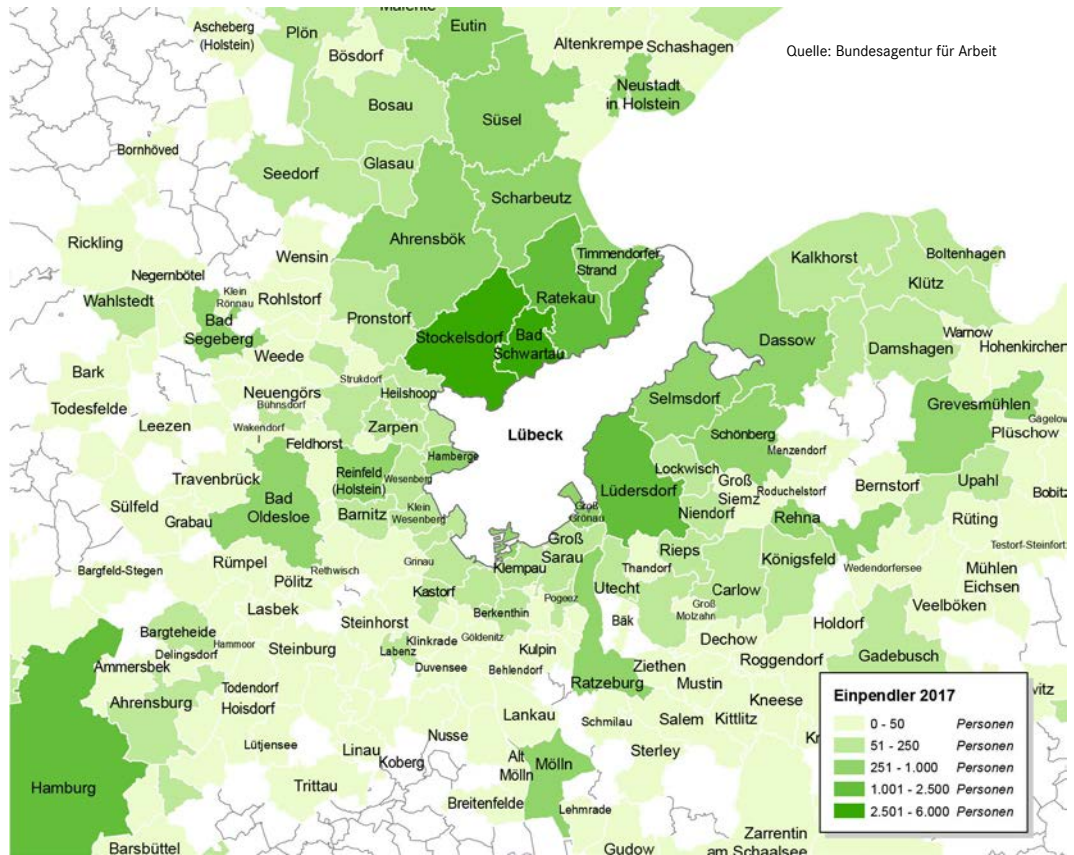 Malente
Ascheberg
(Holstein)
Plön
Eutin
Bösdorf
Altenkrempe
Schashagen
Quelle: Bundesagentur für Arbeit
Neustadt
in Holstein
Bosau
Süsel
Bornhöved
Glasau
Seedorf
Scharbeutz
Rickling
Ahrensbök
Wensin
Timmendorfer
Strand
Kalkhorst
Boltenhagen
Negernbötel
Klütz
Wahlstedt
Klein
Rönnau
Rohlstorf
Ratekau
Bad
Segeberg
Pronstorf
Stockelsdorf
Bad
Schwartau
Dassow
Damshagen
Warnow
Hohenkirchen
Weede
Bark
Strukdorf
Heilshoop
Neuengörs
Selmsdorf
Grevesmühlen
Todesfelde
Bühnsdorf
Gägelow
Leezen
Wakendorf
I
Zarpen
Lübeck
Schönberg
Plüschow
Feldhorst
Menzendorf
Hamberge
Lockwisch
Travenbrück
Reinfeld
(Holstein)
Wesenberg
Groß
Siemz
Bernstorf
Upahl
Sülfeld
Bad
Oldesloe
Lüdersdorf
Roduchelstorf
Bobitz
Grabau
Barnitz
Klein
Wesenberg
Groß
Grönau
Niendorf
Rehna
Rüting
Groß
Sarau
Testorf-Steinfort
Rümpel
Grinau
Rieps
Königsfeld
Bargfeld-Stegen
Rethwisch
Klempau
Thandorf
Wedendorfersee
Mühlen
Eichsen
Pölitz
Kastorf
Utecht
Carlow
Veelböken
Lasbek
Pogeez
Groß
Molzahn
Steinhorst
Berkenthin
Bäk
Holdorf
Bargteheide
Göldenitz
Dechow
Delingsdorf
Hammoor
Steinburg
Klinkrade
Labenz
Kulpin
Roggendorf
Gadebusch
Ammersbek
Duvensee
Behlendorf
Ziethen
Ratzeburg
Mustin
Ahrensburg
Todendorf
Kneese
Hoisdorf
Lankau
Schmilau
Salem
Kittlitz
Lütjensee
Linau
Nusse
Koberg
Alt
Mölln
Mölln
Sterley
Hamburg
Trittau
Breitenfelde
Lehmrade
Barsbüttel
Gudow
Zarrentin
am Schaalsee
Einpendler 2017
0 - 50 Personen
51 - 250 Personen
251 - 1.000 Personen
1.001 - 2.500 Personen
2.501 - 6.000 Personen